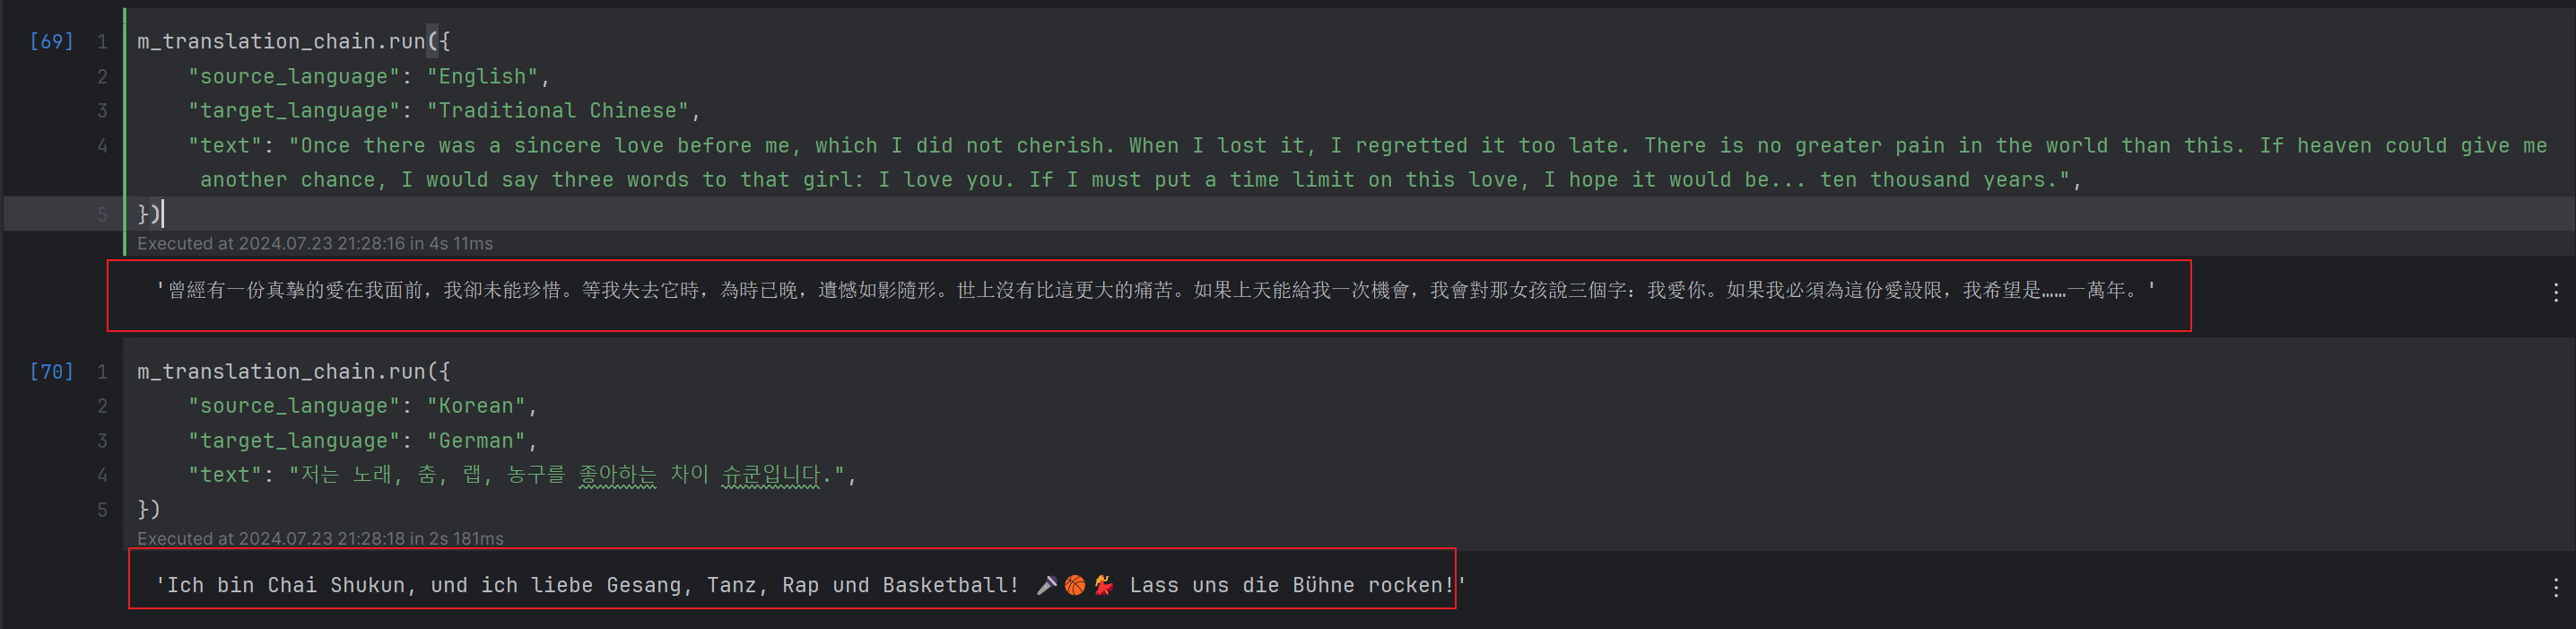 [69] 1 m_translation_chain.run({
2 "source_language": "English",
3 "target_language": "Traditional Chinese",
4 "text": "Once there was a sincere love before me, which I did not cherish. When I lost it, I regretted it too late. There is no greater pain in the world than this. If heaven could give me
another chance, I would say three words to that girl: I love you. If I must put a time limit on this love, I hope it would be... ten thousand years.",
5 })
Executed at 2024.07.23 21:28:16 in 4s 11ms
'曾經有一份真摯的愛在我面前，我卻未能珍惜。等我失去它時，為時已晚，遺憾如影隨形。世上沒有比這更大的痛苦。如果上天能給我一次機會，我會對那女孩說三個字：我愛你。如果我必須為這份愛設限，我希望是……一萬年。'
[70] 1 m_translation_chain.run({
2 "source_language": "Korean",
3 "target_language": "German",
4 "text": "저는 노래, 춤, 랩, 농구를 좋아하는 차이 슈쿤입니다.",
5 })
Executed at 2024.07.23 21:28:18 in 2s 181ms
'Ich bin Chai Shukun, und ich liebe Gesang, Tanz, Rap und Basketball! 🎤🏀💃 Lass uns die Bühne rocken!'